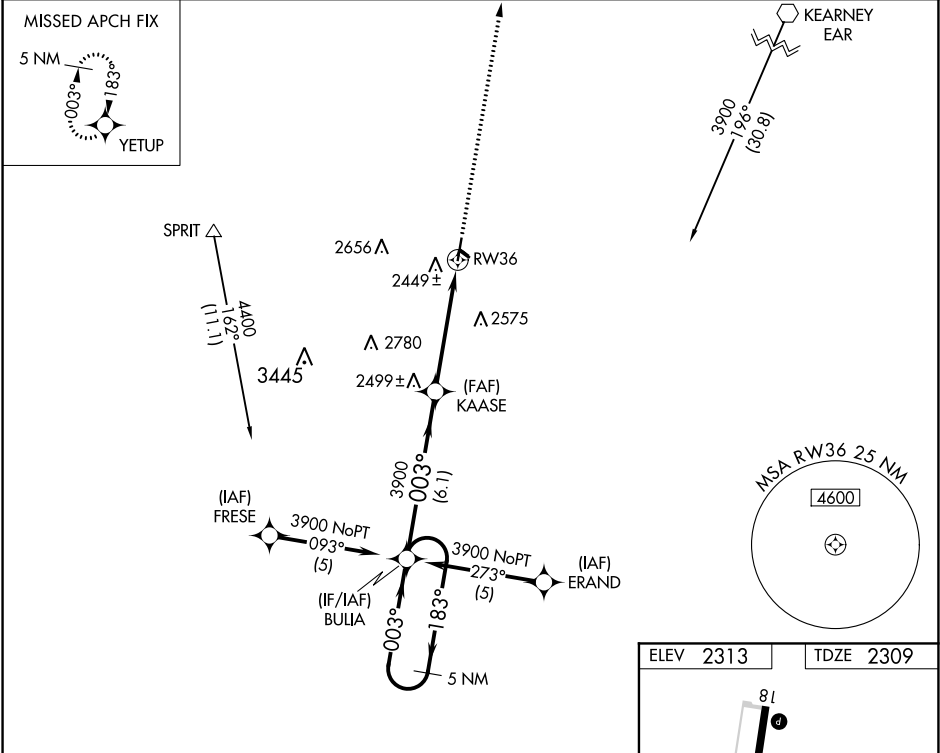 MISSED APCH FIX
5 NM
003°
183°
YETUP
KEARNEY
EAR
3900
196°
(30.8)
SPRIT
4400
162°
(11.1)
2656
2449±
RW36
2575
2780
3445
2499±
(FAF)
KAASE
3900
003°
(6.1)
(IAF)
FRESE
3900 NoPT
093°
(5)
3900 NoPT
273°
(5)
(IAF)
ERAND
(IF/IAF)
BULIA
003°
183°
5 NM
MSA RW36 25 NM
4600
ELEV 2313
TDZE 2309
18
P